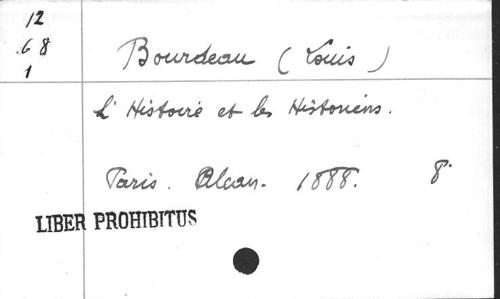 12
68
1
Bourdeau (Louis)
L'Histoire et les Historiens.
Paris. Alcan. 1888. 8°
LIBER PROHIBITUS